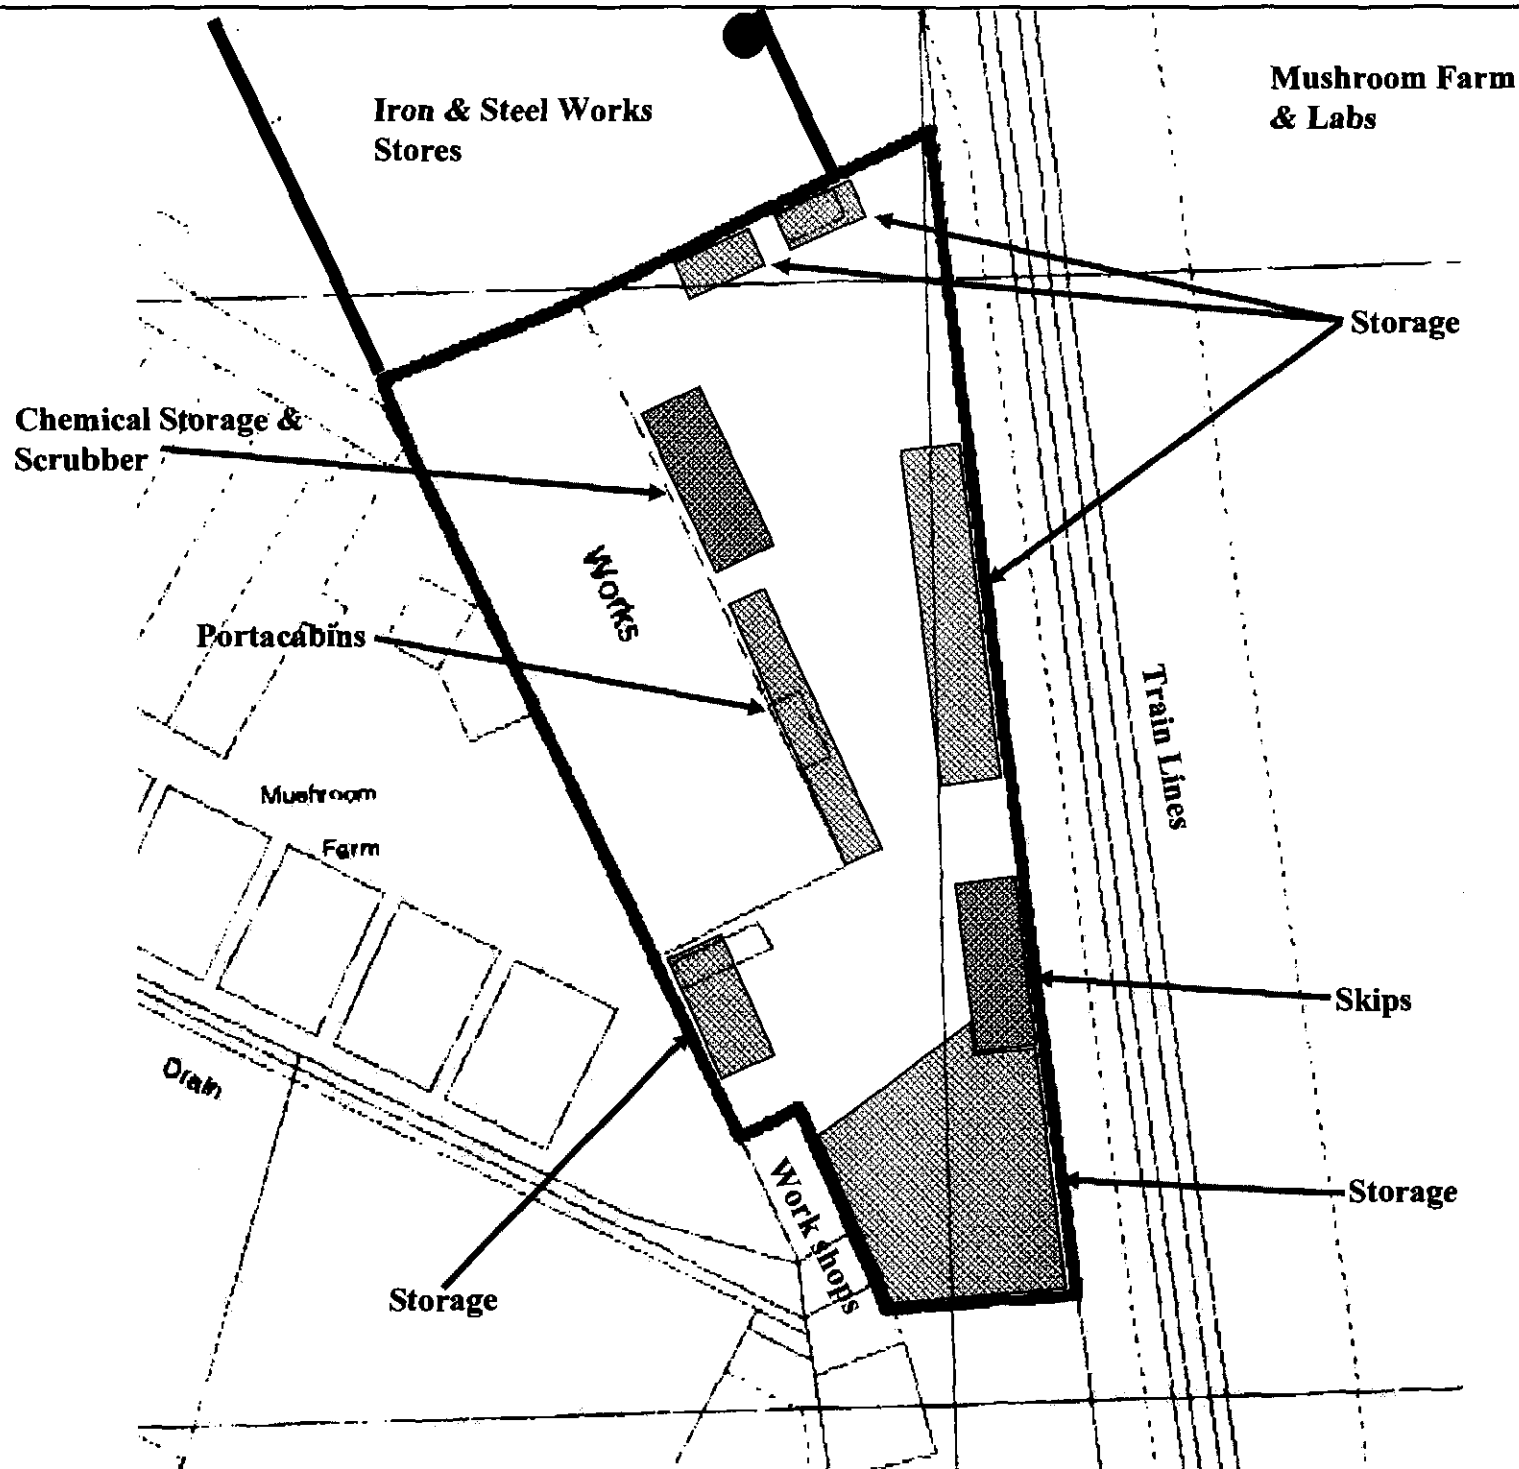 Iron & Steel Works
Stores
Mushroom Farm
& Labs
Storage
Chemical Storage &
Scrubber
Works
Portacabins
Train Lines
Mushroom
Farm
Skips
Drain
Work shops
Storage
Storage